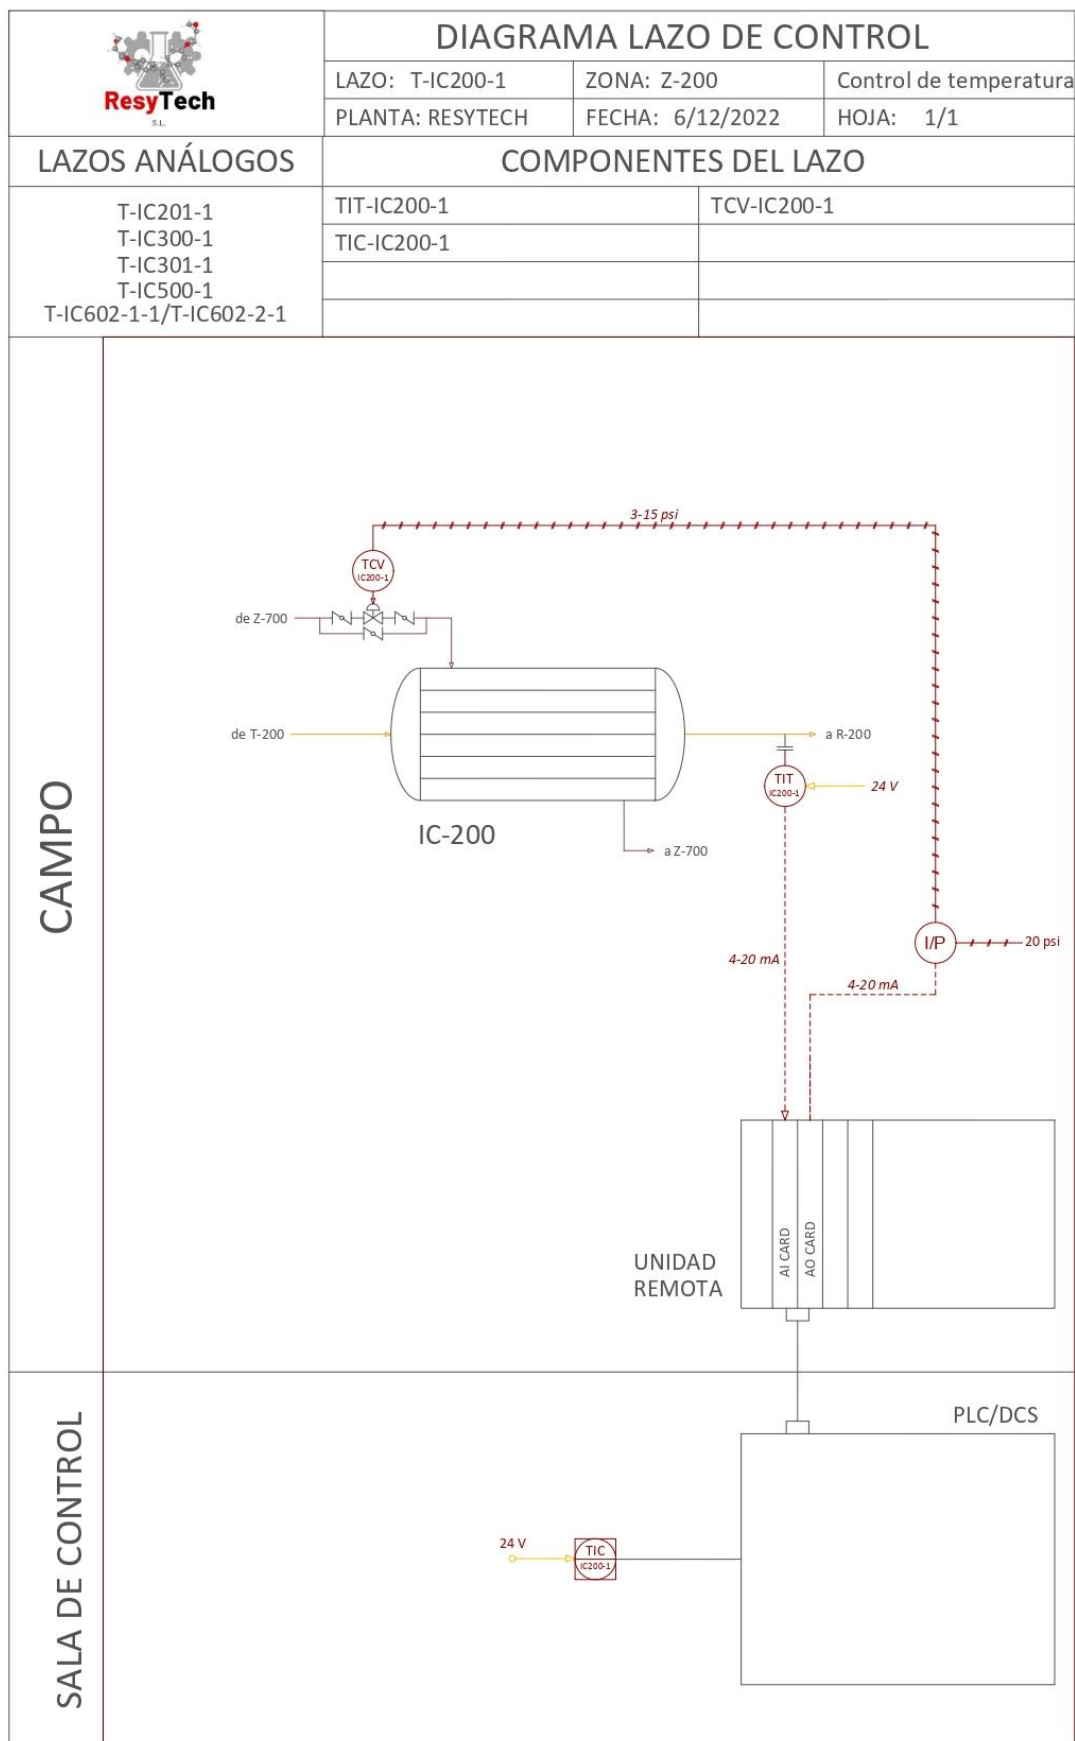 ResyTech
S.L.
DIAGRAMA LAZO DE CONTROL
LAZO: T-IC200-1
ZONA: Z-200
Control de temperatura
PLANTA: RESYTECH
FECHA: 6/12/2022
HOJA: 1/1
LAZOS ANÁLOGOS
COMPONENTES DEL LAZO
T-IC201-1
T-IC300-1
T-IC301-1
T-IC500-1
T-IC602-1-1/T-IC602-2-1
TIT-IC200-1
TCV-IC200-1
TIC-IC200-1
CAMPO
3-15 psi
TCV
IC200-1
de Z-700
de T-200
a R-200
TIT
IC200-1
24 V
IC-200
a Z-700
I/P
20 psi
4-20 mA
4-20 mA
AI CARD
AO CARD
UNIDAD
REMOTA
SALA DE CONTROL
PLC/DCS
24 V
TIC
IC200-1